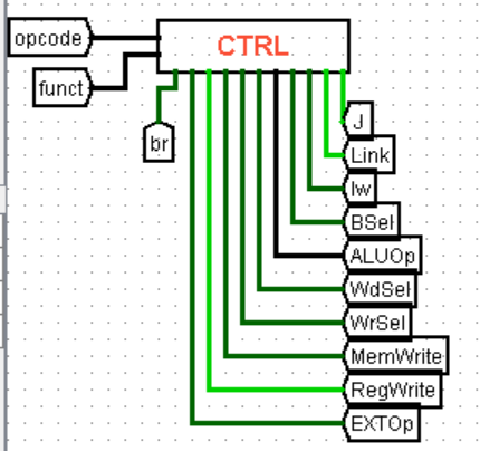 opcode
CTRL
funct
br
J
Link
lw
BSel
ALUOp
WdSel
WrSel
MemWrite
RegWrite
EXTOp